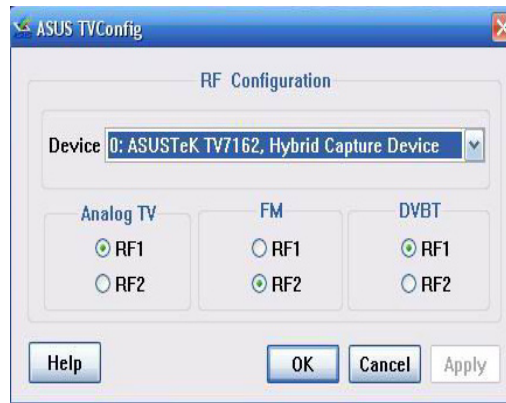 ASUS TVConfig
RF Configuration
Device 0: ASUSTeK TV7162, Hybrid Capture Device
Analog TV FM DVBT
RF1 RF1 RF1
RF2 RF2 RF2
Help OK Cancel Apply